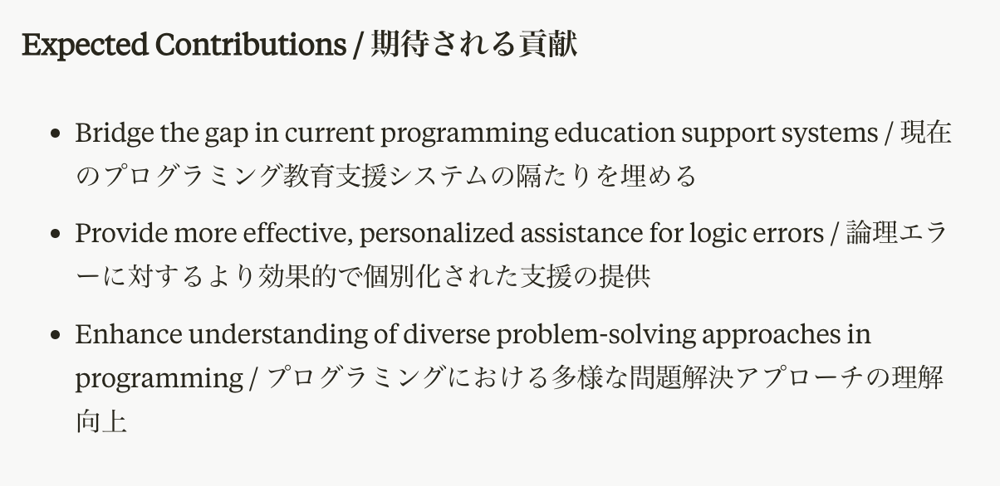 Expected Contributions / 期待される貢献
• Bridge the gap in current programming education support systems / 現在
のプログラミング教育支援システムの隔たりを埋める
• Provide more effective, personalized assistance for logic errors / 論理エラ
ーに対するより効果的で個別化された支援の提供
• Enhance understanding of diverse problem-solving approaches in
programming / プログラミングにおける多様な問題解決アプローチの理解
向上